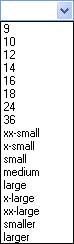 9
10
12
14
16
18
24
36
xx-small
x-small
small
medium
large
x-large
xx-large
smaller
larger